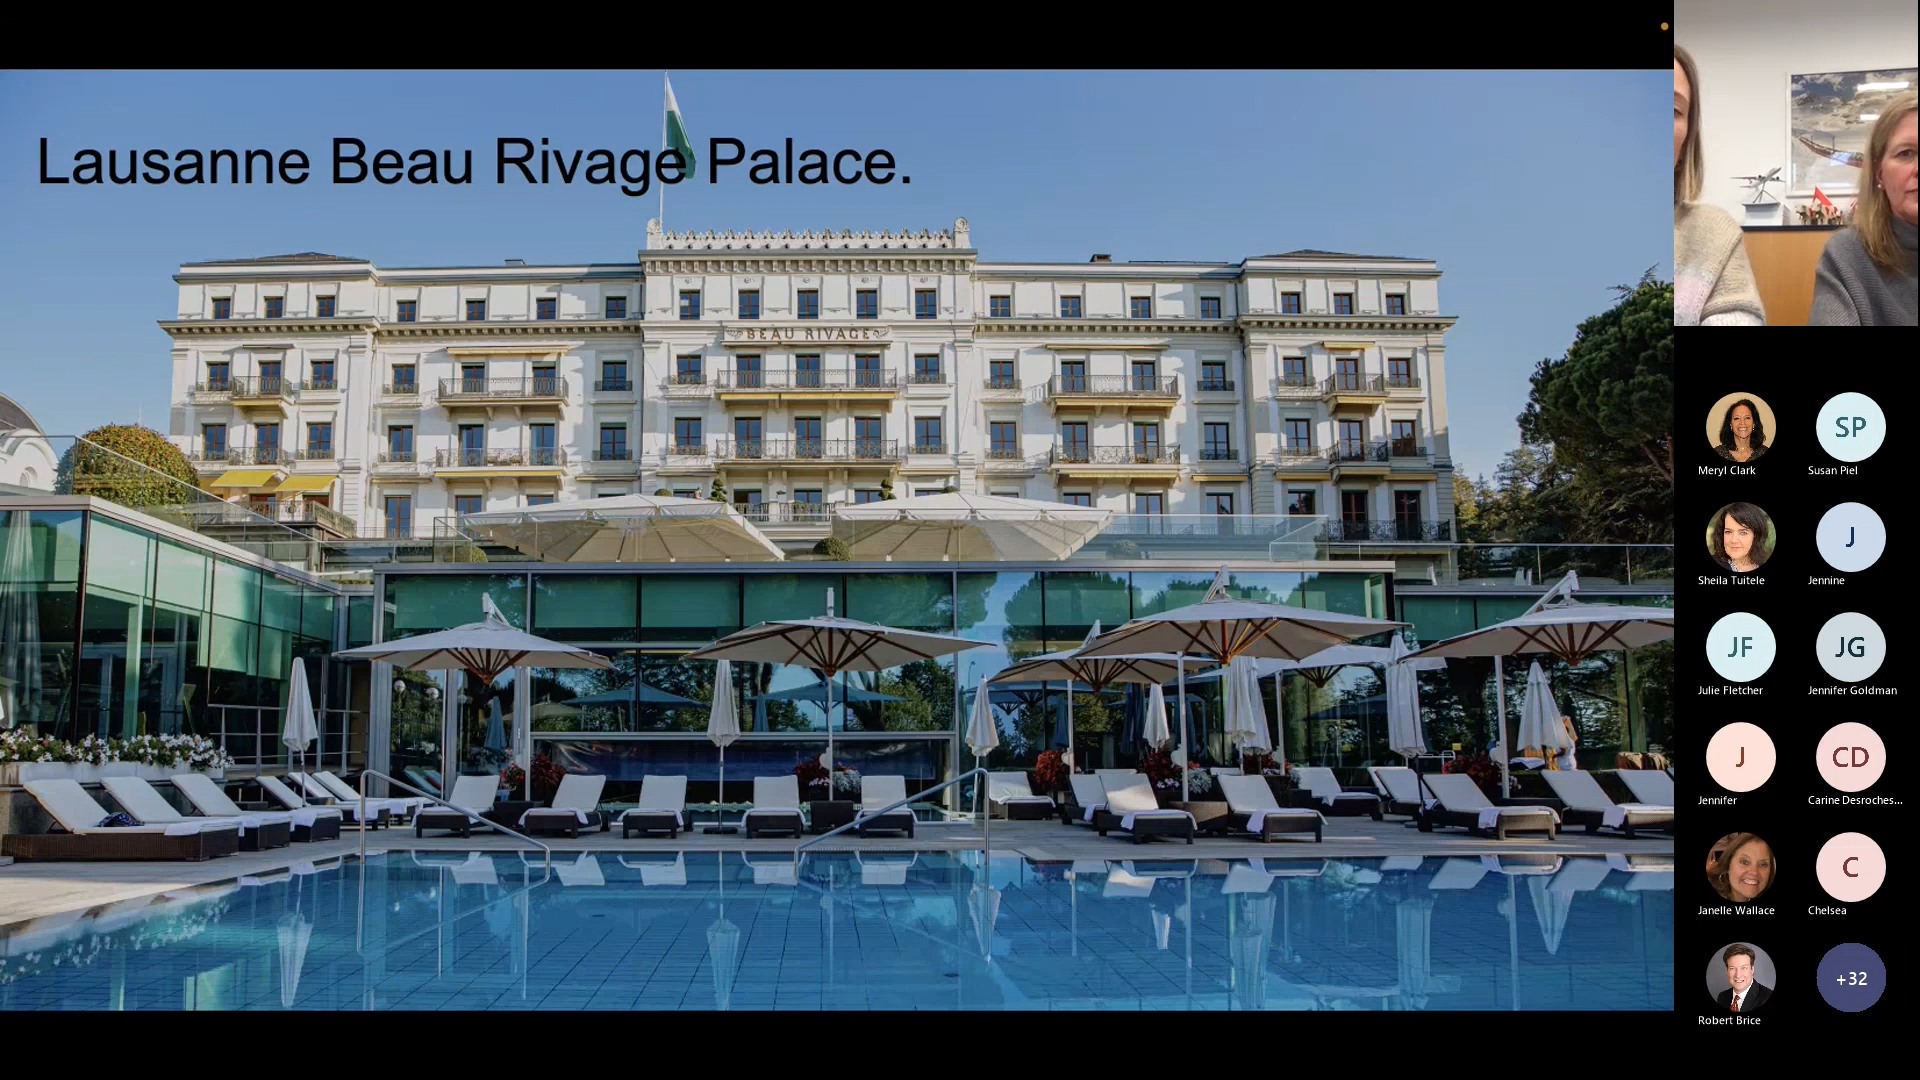 Lausanne Beau Rivage Palace.
BEAU RIVAGE
Meryl Clark
SP
Susan Piel
Sheila Tuitele
J
Jennine
JF
Julie Fletcher
JG
Jennifer Goldman
J
Jennifer
CD
Carine Desroches...
Janelle Wallace
C
Chelsea
Robert Brice
+32